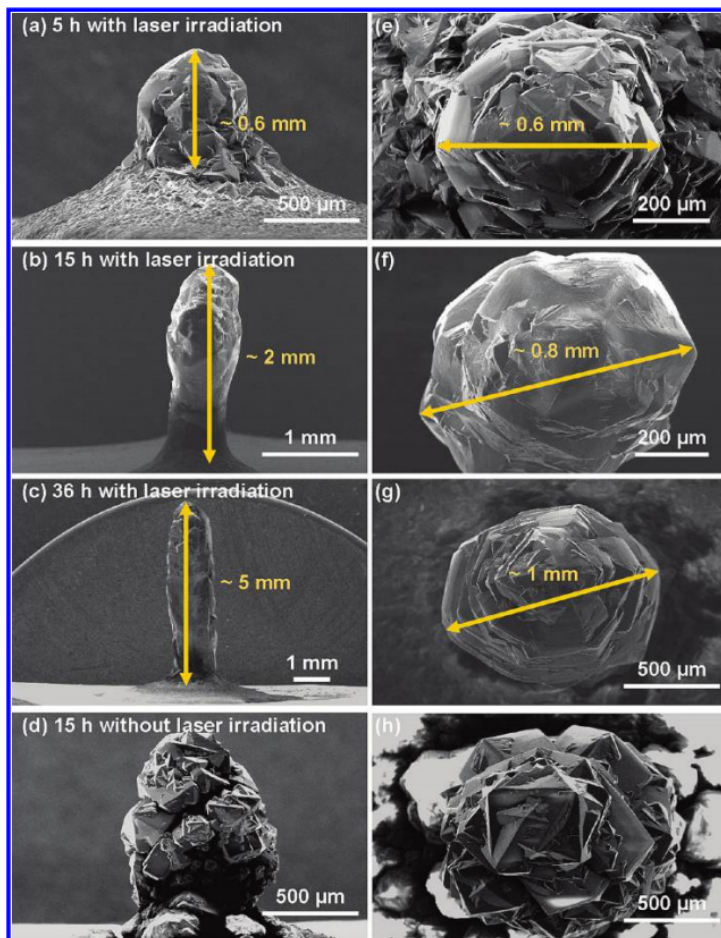 (a) 5 h with laser irradiation
~ 0.6 mm
500 µm
(e)
~ 0.6 mm
200 µm
(b) 15 h with laser irradiation
~ 2 mm
1 mm
(f)
~ 0.8 mm
200 µm
(c) 36 h with laser irradiation
~ 5 mm
1 mm
(g)
~ 1 mm
500 µm
(d) 15 h without laser irradiation
500 µm
(h)
500 µm